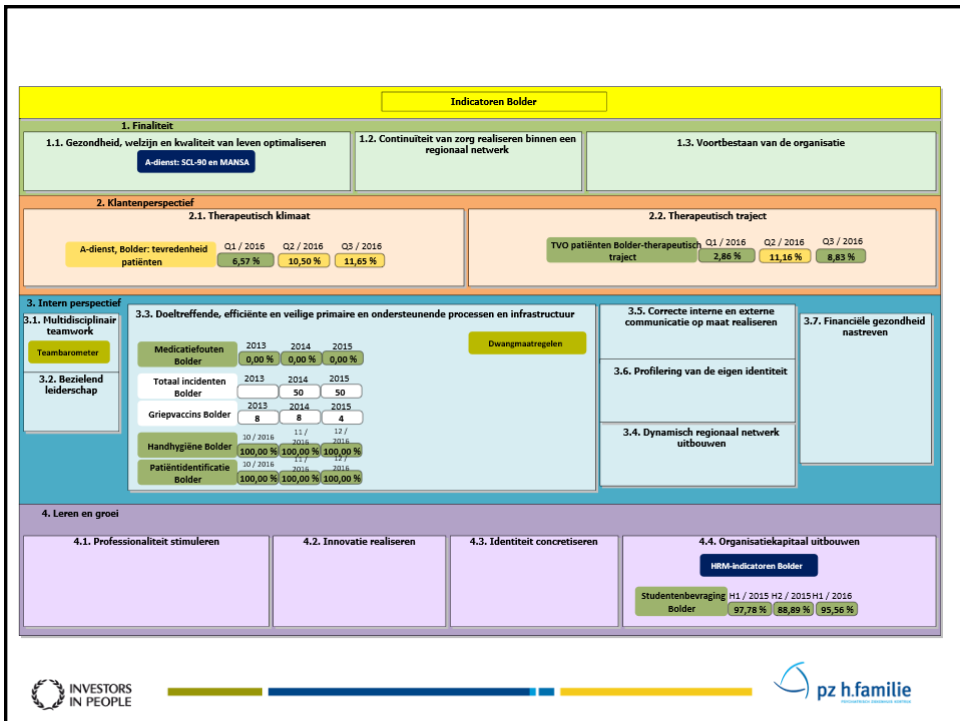 Indicatoren Bolder
1. Finaliteit
1.1. Gezondheid, welzijn en kwaliteit van leven optimaliseren
A-dienst: SCL-90 en MANSA
1.2. Continuïteit van zorg realiseren binnen een
regionaal netwerk
1.3. Voortbestaan van de organisatie
2. Klantenperspectief
2.1. Therapeutisch klimaat
A-dienst, Bolder: tevredenheid
patiënten
Q1 / 2016 Q2 / 2016 Q3 / 2016
6,57 % 10,50 % 11,65 %
2.2. Therapeutisch traject
TVO patiënten Bolder-therapeutisch
traject
Q1 / 2016 Q2 / 2016 Q3 / 2016
2,86 % 11,16 % 8,83 %
3. Intern perspectief
3.1. Multidisciplinair
teamwork
Teambarometer
3.2. Bezielend
leiderschap
3.3. Doeltreffende, efficiënte en veilige primaire en ondersteunende processen en infrastructuur
Dwangmaatregelen
Medicatiefouten
Bolder
2013 2014 2015
0,00 % 0,00 % 0,00 %
Totaal incidenten
Bolder
2013 2014 2015
50 50
Griepvaccins Bolder
2013 2014 2015
8 8 4
Handhygiëne Bolder
10 / 2016 11 / 2016 12 / 2016
100,00 % 100,00 % 100,00 %
Patiëntidentificatie
Bolder
10 / 2016 11 / 2016 12 / 2016
100,00 % 100,00 % 100,00 %
3.5. Correcte interne en externe
communicatie op maat realiseren
3.6. Profilering van de eigen identiteit
3.4. Dynamisch regionaal netwerk
uitbouwen
3.7. Financiële gezondheid
nastreven
4. Leren en groei
4.1. Professionaliteit stimuleren
4.2. Innovatie realiseren
4.3. Identiteit concretiseren
4.4. Organisatiekapitaal uitbouwen
HRM-indicatoren Bolder
Studentenbevraging
Bolder
H1 / 2015 H2 / 2015 H1 / 2016
97,78 % 88,89 % 95,56 %
INVESTORS
IN PEOPLE
pz h.familie